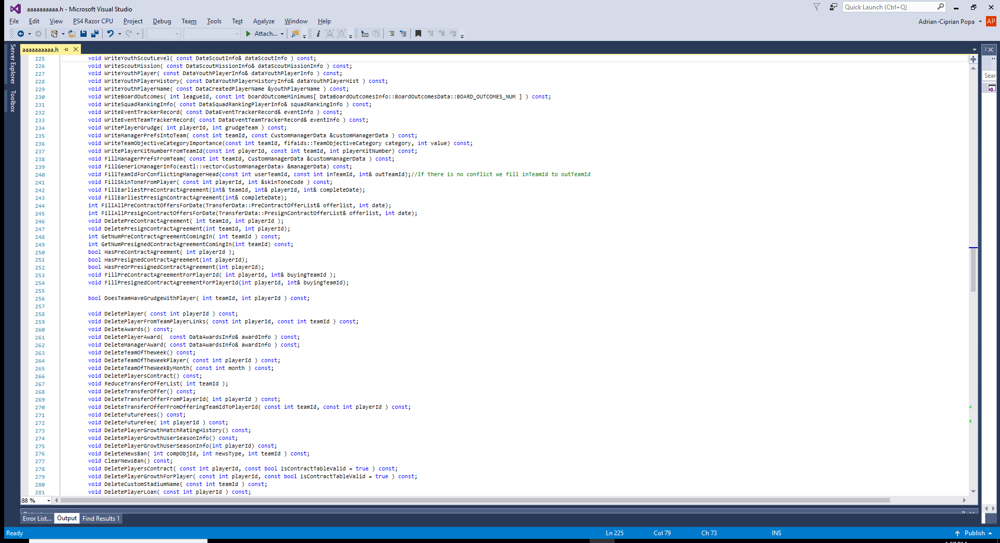 aaaaaaaaaa.h - Microsoft Visual Studio
Quick Launch (Ctrl+Q)
File Edit View PS4 Razor CPU Project Debug Team Tools Test Analyze Window Help
Adrian-Ciprian Popa AP
Attach...
Server Explorer
Toolbox
aaaaaaaaaa.h
Sear
225 void WriteYouthScoutLevel( const DataScoutInfo& dataScoutInfo ) const;
226 void WriteScoutMission( const DataScoutMissionInfo& dataScoutMissionInfo ) const;
227 void WriteYouthPlayer( const DataYouthPlayerInfo& dataYouthPlayerInfo ) const;
228 void WriteYouthPlayerHistory( const DataYouthPlayerHistoryInfo& dataYouthPlayerHist ) const;
229 void WriteYouthPlayerName( const DataCreatedPlayerName &youthPlayerName ) const;
230 void WriteBoardOutcomes( int leagueId, const int boardOutcomeMinimums[ DataBoardOutcomesInfo::BoardOutcomesData::BOARD_OUTCOMES_NUM ] ) const;
231 void WriteSquadRankingInfo( const DataSquadRankingPlayerInfo& squadRankingInfo ) const;
232 void WriteEventTrackerRecord( const DataEventTrackerRecord& eventInfo ) const;
233 void WriteEventTeamTrackerRecord( const DataEventTeamTrackerRecord& eventInfo ) const;
234 void WritePlayerGrudge( int playerId, int grudgeTeam ) const;
235 void WriteManagerPrefsIntoTeam( const int teamId, const CustomManagerData &customManagerData ) const;
236 void WriteTeamObjectiveCategoryImportance(const int teamId, fifaids::TeamObjectiveCategory category, int value) const;
237 void WritePlayerKitNumberFromTeamId(const int playerId, const int teamId, int playerKitNumber) const;
238 void FillManagerPrefsFromTeam( const int teamId, CustomManagerData &customManagerData ) const;
239 void FillGenericManagerInfo(eastl::vector<CustomManagerData> &managerData) const;
240 void FillTeamIdForConflictingManagerHead(const int userTeamId, const int inTeamId, int& outTeamId);//If there is no conflict we fill inTeamId to outTeamId
241 void FillSkinToneFromPlayer( const int playerId, int &skinToneCode ) const;
242 void FillEarliestPreContractAgreement(int& teamId, int& playerId, int& completeDate);
243 void FillEarliestPresignContractAgreement(int& completeDate);
244 int FillAllPreContractOffersForDate(TransferData::PreContractOfferList& offerlist, int date);
245 int FillAllPresignContractOffersForDate(TransferData::PresignContractOfferList& offerlist, int date);
246 void DeletePreContractAgreement( int teamId, int playerId );
247 void DeletePresignContractAgreement(int teamId, int playerId);
248 int GetNumPreContractAgreementComingIn( int teamId ) const;
249 int GetNumPresignedContractAgreementComingIn(int teamId) const;
250 bool HasPreContractAgreement( int playerId );
251 bool HasPresignedContractAgreement(int playerId);
252 bool HasPreOrPresignedContractAgreement(int playerId);
253 void FillPreContractAgreementForPlayerId( int playerId, int& buyingTeamId );
254 void FillPresignedContractAgreementForPlayerId(int playerId, int& buyingTeamId);
255
256 bool DoesTeamHaveGrudgeWithPlayer( int teamId, int playerId ) const;
257
258 void DeletePlayer( const int playerId ) const;
259 void DeletePlayerFromTeamPlayerLinks( const int playerId, const int teamId ) const;
260 void DeleteAwards() const;
261 void DeletePlayerAward(  const DataAwardsInfo& awardInfo ) const;
262 void DeleteManagerAward( const DataAwardsInfo& awardInfo ) const;
263 void DeleteTeamOfTheWeek() const;
264 void DeleteTeamOfTheWeekPlayer( const int playerId ) const;
265 void DeleteTeamOfTheWeekByMonth( const int month ) const;
266 void DeletePlayersContract() const;
267 void ReduceTransferOfferList( int teamId );
268 void DeleteTransferOffer() const;
269 void DeleteTransferOfferFromPlayerId( int playerId ) const;
270 void DeleteTransferOfferFromOfferingTeamIdToPlayerId( const int teamId, const int playerId ) const;
271 void DeleteFutureFees() const;
272 void DeleteFutureFee( int playerId ) const;
273 void DeletePlayerGrowthMatchRatingHistory() const;
274 void DeletePlayerGrowthUserSeasonInfo() const;
275 void DeletePlayerGrowthUserSeasonInfo(int playerId) const;
276 void DeleteNewsBan( int compObjId, int newsType, int teamId ) const;
277 void ClearNewsBan() const;
278 void DeletePlayersContract( const int playerId, const bool isContractTableValid = true ) const;
279 void DeletePlayerGrowthForPlayer( const int playerId, const bool isContractTableValid = true ) const;
280 void DeleteCustomStadiumName( const int teamId ) const;
281 void DeletePlayerLoan( const int playerId ) const;
88 %
Error List... Output Find Results 1
Ready Ln 225 Col 79 Ch 73 INS Publish